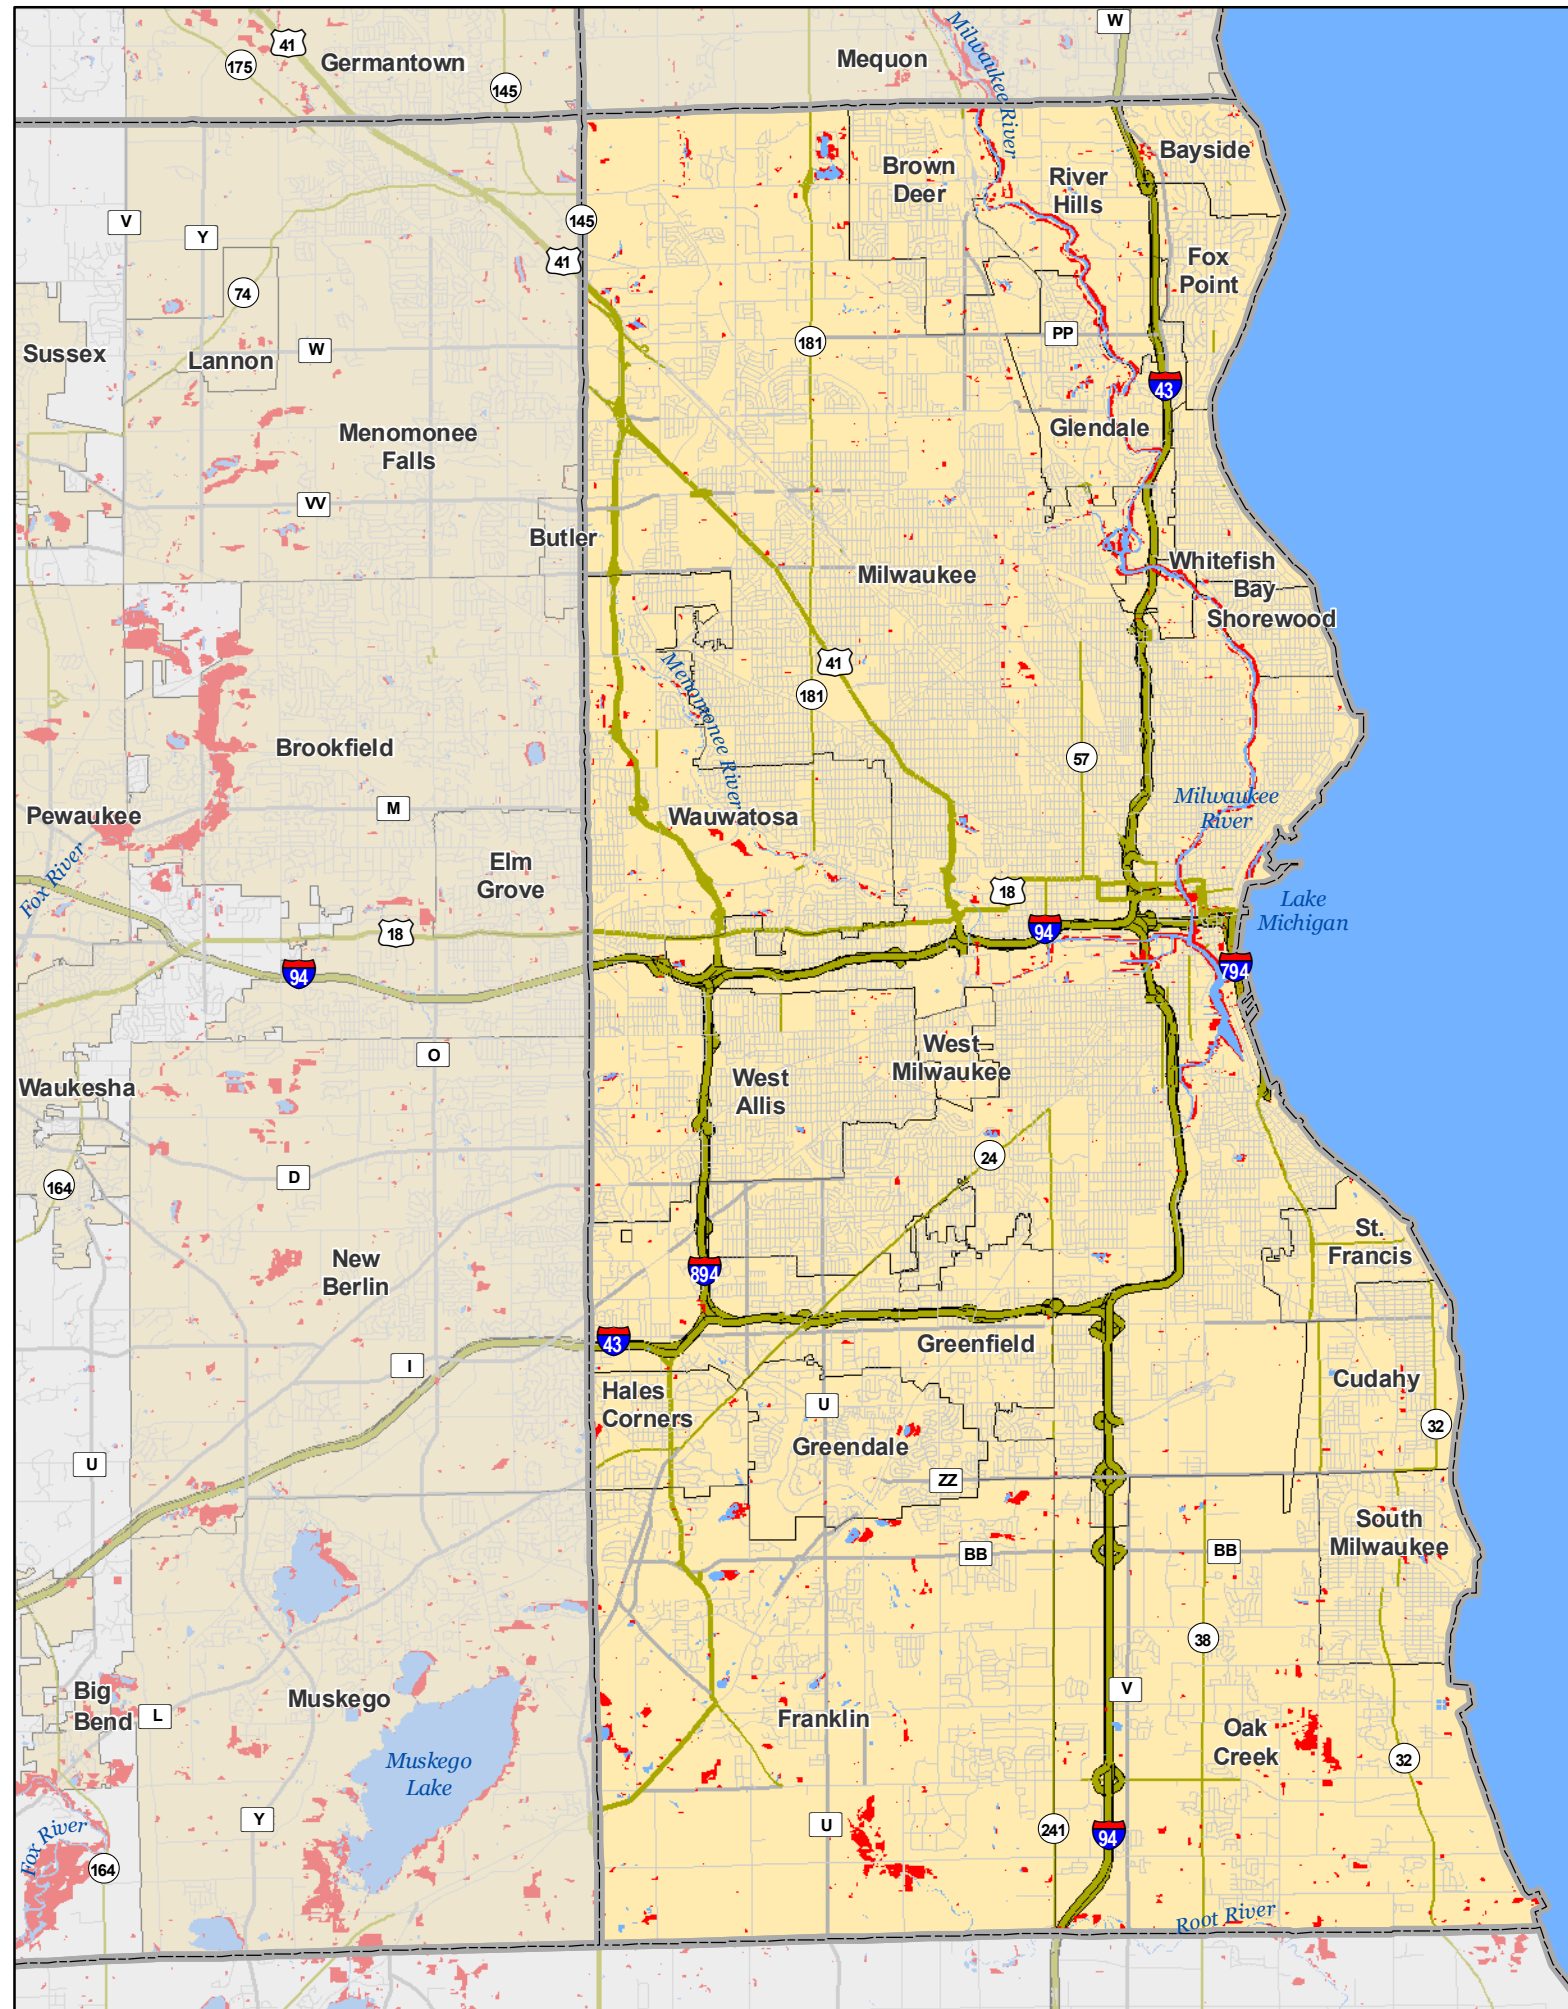 W
41
175
Germantown
145
Mequon
Milwaukee River
Bayside
Brown
Deer
River
Hills
V
Y
145
41
Fox
Point
74
Sussex
Lannon
W
181
PP
43
Menomonee
Falls
Glendale
VV
Butler
Milwaukee
Whitefish
Bay
Shorewood
41
181
Menomonee River
Brookfield
57
Pewaukee
M
Wauwatosa
Milwaukee
River
Elm
Grove
Fox River
18
18
94
94
Lake
Michigan
794
O
West
Milwaukee
Waukesha
West
Allis
24
D
164
St.
Francis
New
Berlin
894
43
Greenfield
I
Hales
Corners
U
Cudahy
32
Greendale
U
ZZ
South
Milwaukee
BB
BB
38
Big
Bend
L
Muskego
V
Franklin
Oak
Creek
Muskego
Lake
32
Y
U
241
94
Fox River
164
Root River